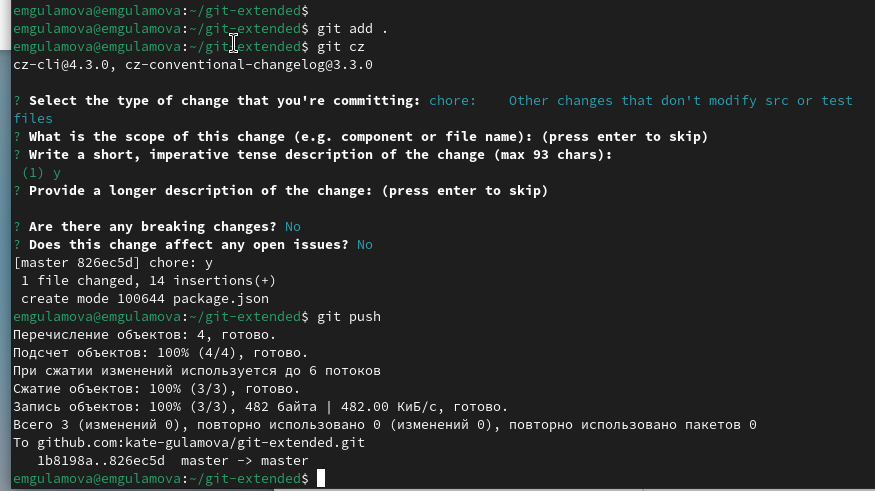 emgulamova@emgulamova:~/git-extended$
emgulamova@emgulamova:~/git-extended$ git add .
emgulamova@emgulamova:~/git-extended$ git cz
cz-cli@4.3.0, cz-conventional-changelog@3.3.0
? Select the type of change that you're committing: chore:    Other changes that don't modify src or test
files
? What is the scope of this change (e.g. component or file name): (press enter to skip)
? Write a short, imperative tense description of the change (max 93 chars):
(1) y
? Provide a longer description of the change: (press enter to skip)
? Are there any breaking changes? No
? Does this change affect any open issues? No
[master 826ec5d] chore: y
1 file changed, 14 insertions(+)
create mode 100644 package.json
emgulamova@emgulamova:~/git-extended$ git push
Перечисление объектов: 4, готово.
Подсчет объектов: 100% (4/4), готово.
При сжатии изменений используется до 6 потоков
Сжатие объектов: 100% (3/3), готово.
Запись объектов: 100% (3/3), 482 байта | 482.00 КиБ/с, готово.
Всего 3 (изменений 0), повторно использовано 0 (изменений 0), повторно использовано пакетов 0
To github.com:kate-gulamova/git-extended.git
1b8198a..826ec5d  master -> master
emgulamova@emgulamova:~/git-extended$